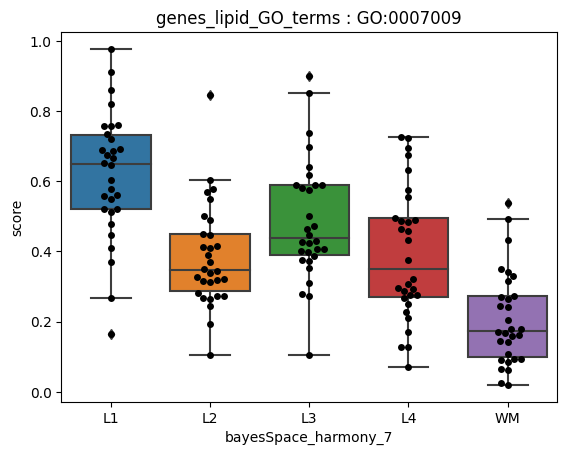 genes_lipid_GO_terms : GO:0007009
score
1.0
0.8
0.6
0.4
0.2
0.0
L1 L2 L3 L4 WM
bayesSpace_harmony_7